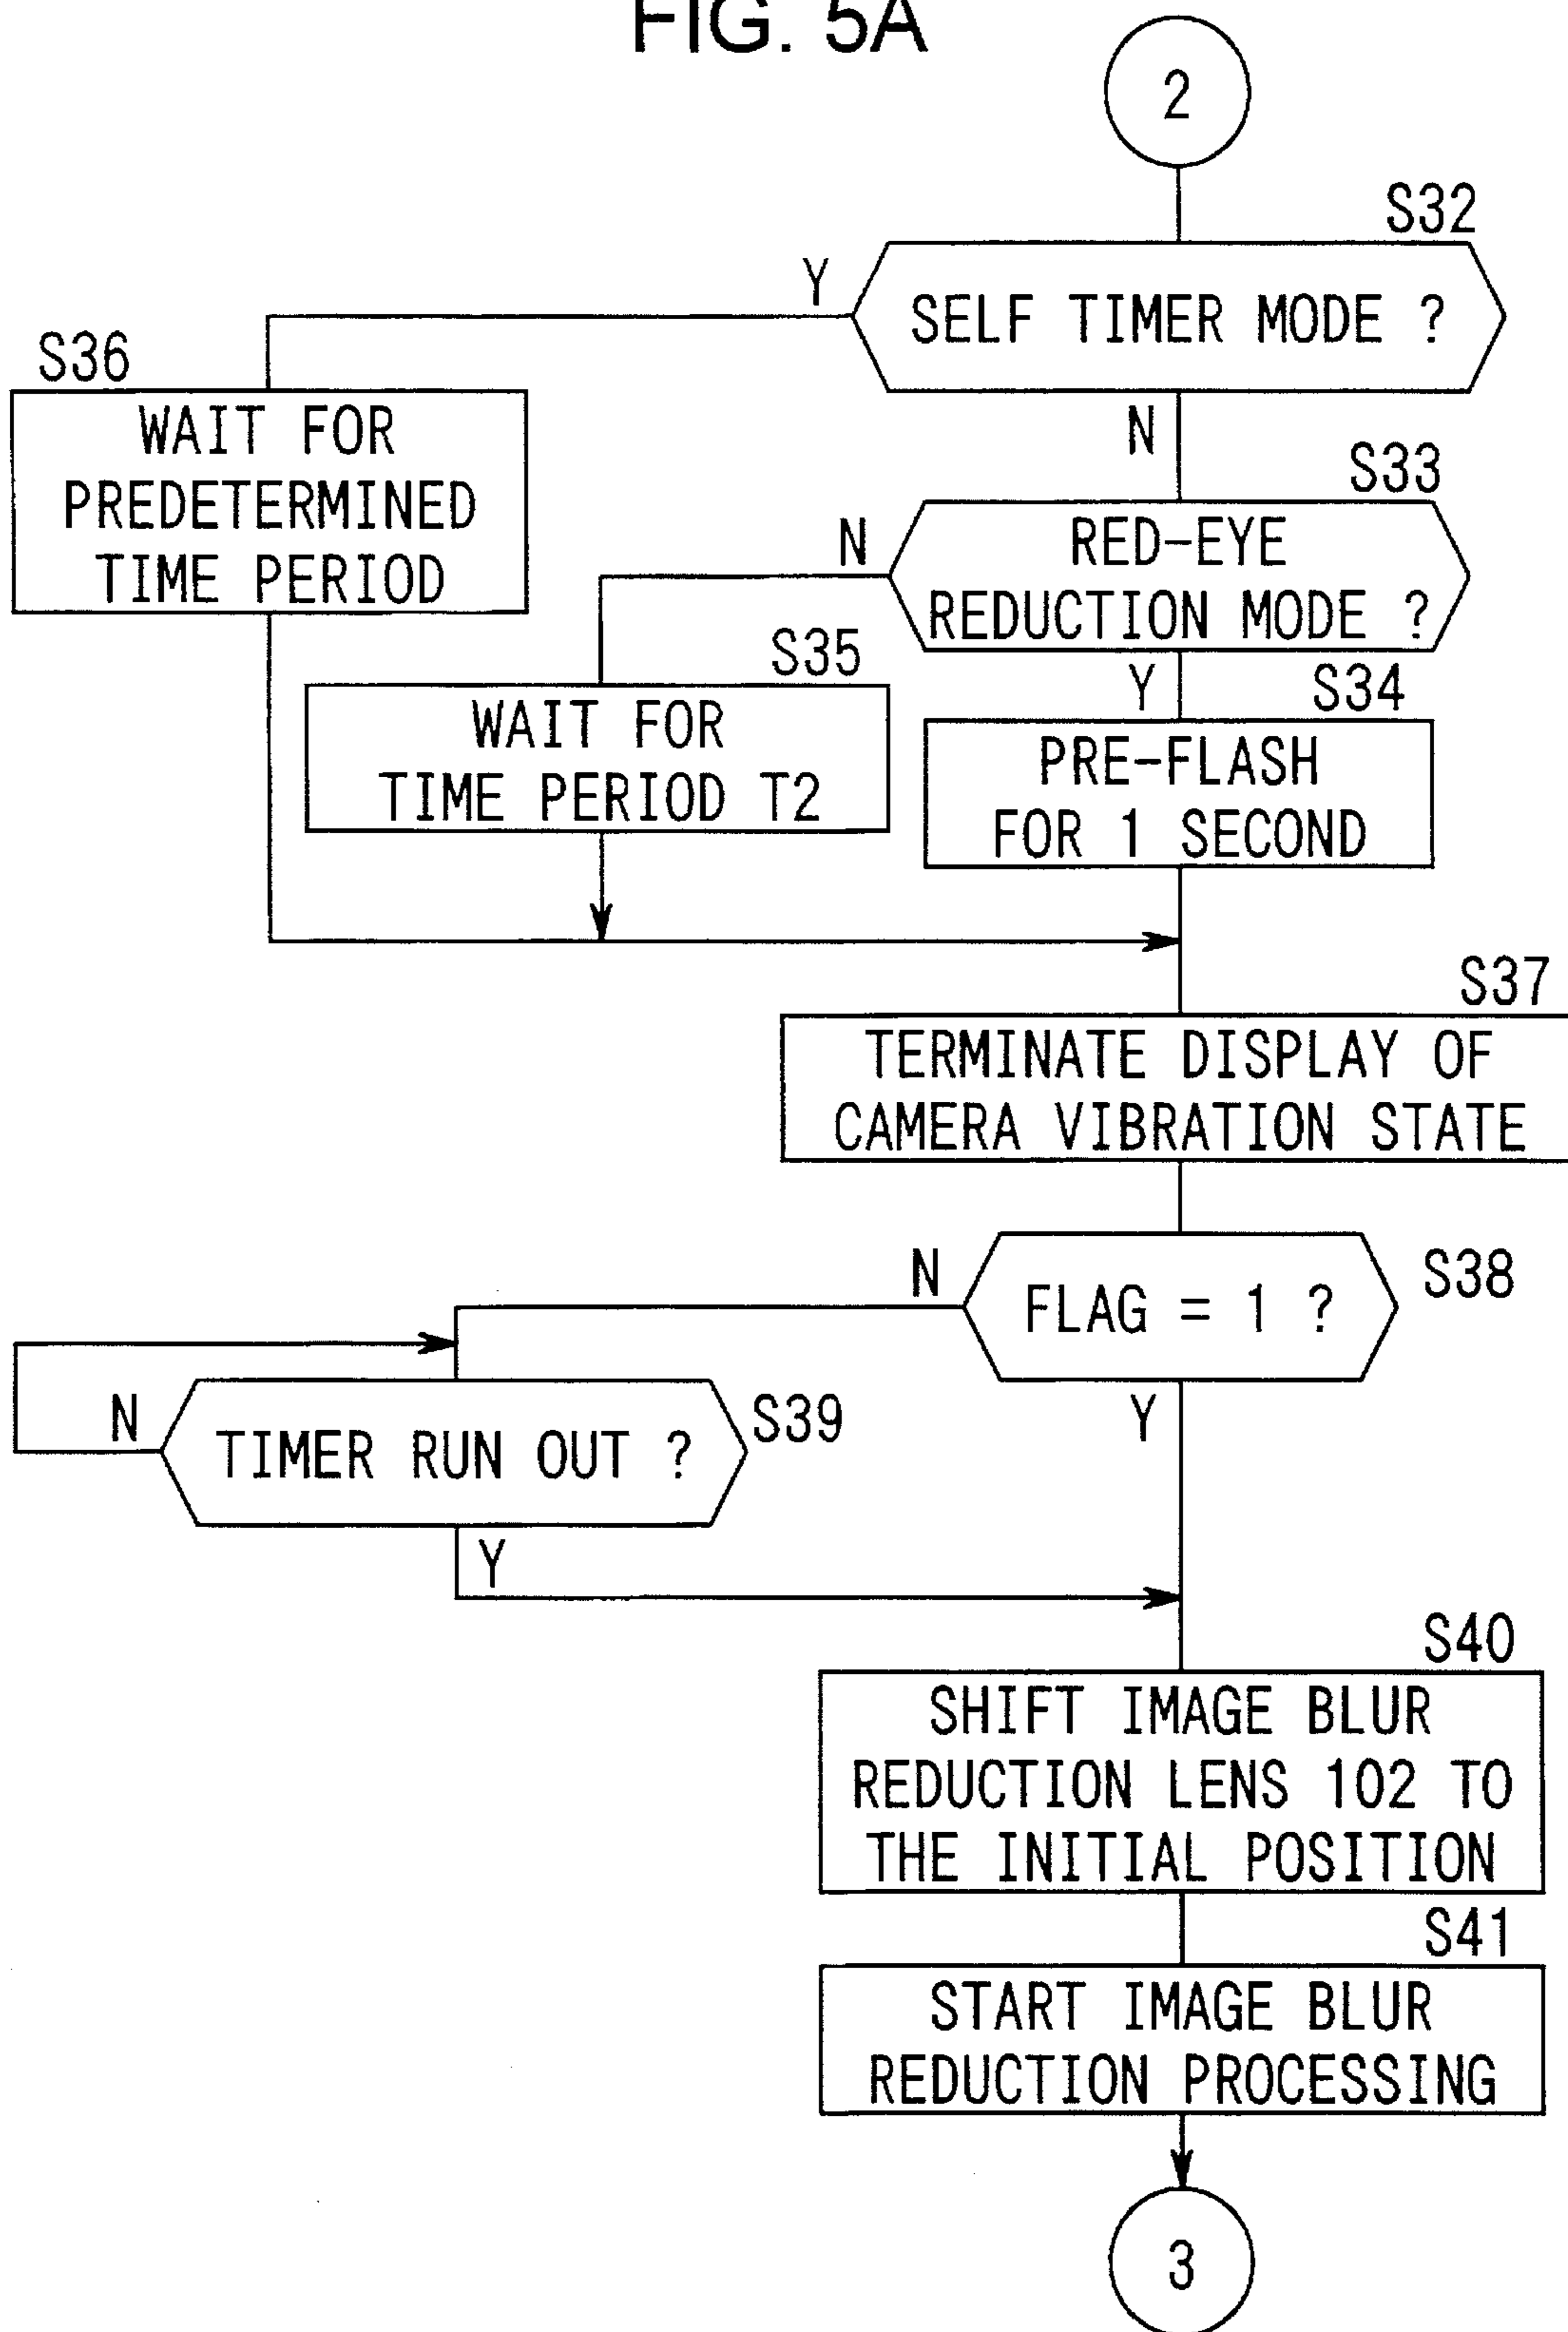 FIG. 5A
2
S32
Y
SELF TIMER MODE ?
S36
WAIT FOR
PREDETERMINED
TIME PERIOD
N
S33
N
RED-EYE
REDUCTION MODE ?
S35
Y
S34
WAIT FOR
TIME PERIOD T2
PRE-FLASH
FOR 1 SECOND
S37
TERMINATE DISPLAY OF
CAMERA VIBRATION STATE
N
S38
FLAG = 1 ?
N
S39
Y
TIMER RUN OUT ?
Y
S40
SHIFT IMAGE BLUR
REDUCTION LENS 102 TO
THE INITIAL POSITION
S41
START IMAGE BLUR
REDUCTION PROCESSING
3